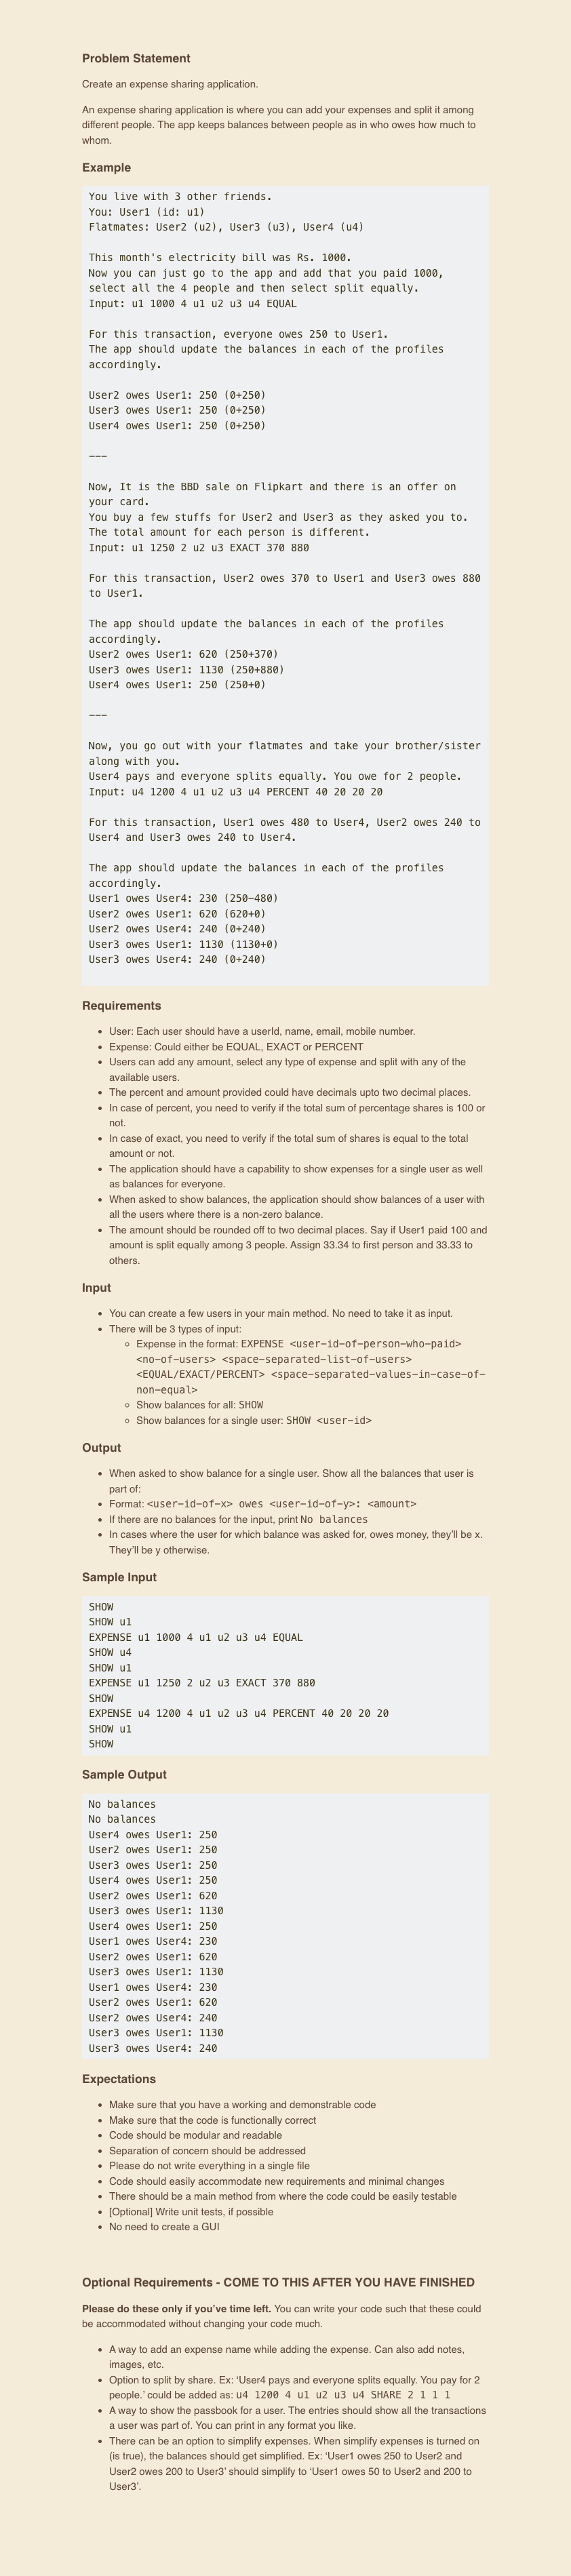 Problem Statement
Create an expense sharing application.
An expense sharing application is where you can add your expenses and split it among
different people. The app keeps balances between people as in who owes how much to
whom.
Example
You live with 3 other friends.
You: User1 (id: u1)
Flatmates: User2 (u2), User3 (u3), User4 (u4)
This month's electricity bill was Rs. 1000.
Now you can just go to the app and add that you paid 1000,
select all the 4 people and then select split equally.
Input: u1 1000 4 u1 u2 u3 u4 EQUAL
For this transaction, everyone owes 250 to User1.
The app should update the balances in each of the profiles
accordingly.
User2 owes User1: 250 (0+250)
User3 owes User1: 250 (0+250)
User4 owes User1: 250 (0+250)
---
Now, It is the BBD sale on Flipkart and there is an offer on
your card.
You buy a few stuffs for User2 and User3 as they asked you to.
The total amount for each person is different.
Input: u1 1250 2 u2 u3 EXACT 370 880
For this transaction, User2 owes 370 to User1 and User3 owes 880
to User1.
The app should update the balances in each of the profiles
accordingly.
User2 owes User1: 620 (250+370)
User3 owes User1: 1130 (250+880)
User4 owes User1: 250 (250+0)
---
Now, you go out with your flatmates and take your brother/sister
along with you.
User4 pays and everyone splits equally. You owe for 2 people.
Input: u4 1200 4 u1 u2 u3 u4 PERCENT 40 20 20 20
For this transaction, User1 owes 480 to User4, User2 owes 240 to
User4 and User3 owes 240 to User4.
The app should update the balances in each of the profiles
accordingly.
User1 owes User4: 230 (250-480)
User2 owes User1: 620 (620+0)
User2 owes User4: 240 (0+240)
User3 owes User1: 1130 (1130+0)
User3 owes User4: 240 (0+240)
Requirements
• User: Each user should have a userId, name, email, mobile number.
• Expense: Could either be EQUAL, EXACT or PERCENT
• Users can add any amount, select any type of expense and split with any of the
available users.
• The percent and amount provided could have decimals upto two decimal places.
• In case of percent, you need to verify if the total sum of percentage shares is 100 or
not.
• In case of exact, you need to verify if the total sum of shares is equal to the total
amount or not.
• The application should have a capability to show expenses for a single user as well
as balances for everyone.
• When asked to show balances, the application should show balances of a user with
all the users where there is a non-zero balance.
• The amount should be rounded off to two decimal places. Say if User1 paid 100 and
amount is split equally among 3 people. Assign 33.34 to first person and 33.33 to
others.
Input
• You can create a few users in your main method. No need to take it as input.
• There will be 3 types of input:
◦ Expense in the format: EXPENSE <user-id-of-person-who-paid>
<no-of-users> <space-separated-list-of-users>
<EQUAL/EXACT/PERCENT> <space-separated-values-in-case-of-
non-equal>
◦ Show balances for all: SHOW
◦ Show balances for a single user: SHOW <user-id>
Output
• When asked to show balance for a single user. Show all the balances that user is
part of:
• Format: <user-id-of-x> owes <user-id-of-y>: <amount>
• If there are no balances for the input, print No balances
• In cases where the user for which balance was asked for, owes money, they'll be x.
They'll be y otherwise.
Sample Input
SHOW
SHOW u1
EXPENSE u1 1000 4 u1 u2 u3 u4 EQUAL
SHOW u4
SHOW u1
EXPENSE u1 1250 2 u2 u3 EXACT 370 880
SHOW
EXPENSE u4 1200 4 u1 u2 u3 u4 PERCENT 40 20 20 20
SHOW u1
SHOW
Sample Output
No balances
No balances
User4 owes User1: 250
User2 owes User1: 250
User3 owes User1: 250
User4 owes User1: 250
User2 owes User1: 620
User3 owes User1: 1130
User4 owes User1: 250
User1 owes User4: 230
User2 owes User1: 620
User3 owes User1: 1130
User1 owes User4: 230
User2 owes User1: 620
User2 owes User4: 240
User3 owes User1: 1130
User3 owes User4: 240
Expectations
• Make sure that you have a working and demonstrable code
• Make sure that the code is functionally correct
• Code should be modular and readable
• Separation of concern should be addressed
• Please do not write everything in a single file
• Code should easily accommodate new requirements and minimal changes
• There should be a main method from where the code could be easily testable
• [Optional] Write unit tests, if possible
• No need to create a GUI
Optional Requirements - COME TO THIS AFTER YOU HAVE FINISHED
Please do these only if you've time left. You can write your code such that these could
be accommodated without changing your code much.
• A way to add an expense name while adding the expense. Can also add notes,
images, etc.
• Option to split by share. Ex: ‘User4 pays and everyone splits equally. You pay for 2
people.’ could be added as: u4 1200 4 u1 u2 u3 u4 SHARE 2 1 1 1
• A way to show the passbook for a user. The entries should show all the transactions
a user was part of. You can print in any format you like.
• There can be an option to simplify expenses. When simplify expenses is turned on
(is true), the balances should get simplified. Ex: ‘User1 owes 250 to User2 and
User2 owes 200 to User3’ should simplify to ‘User1 owes 50 to User2 and 200 to
User3’.